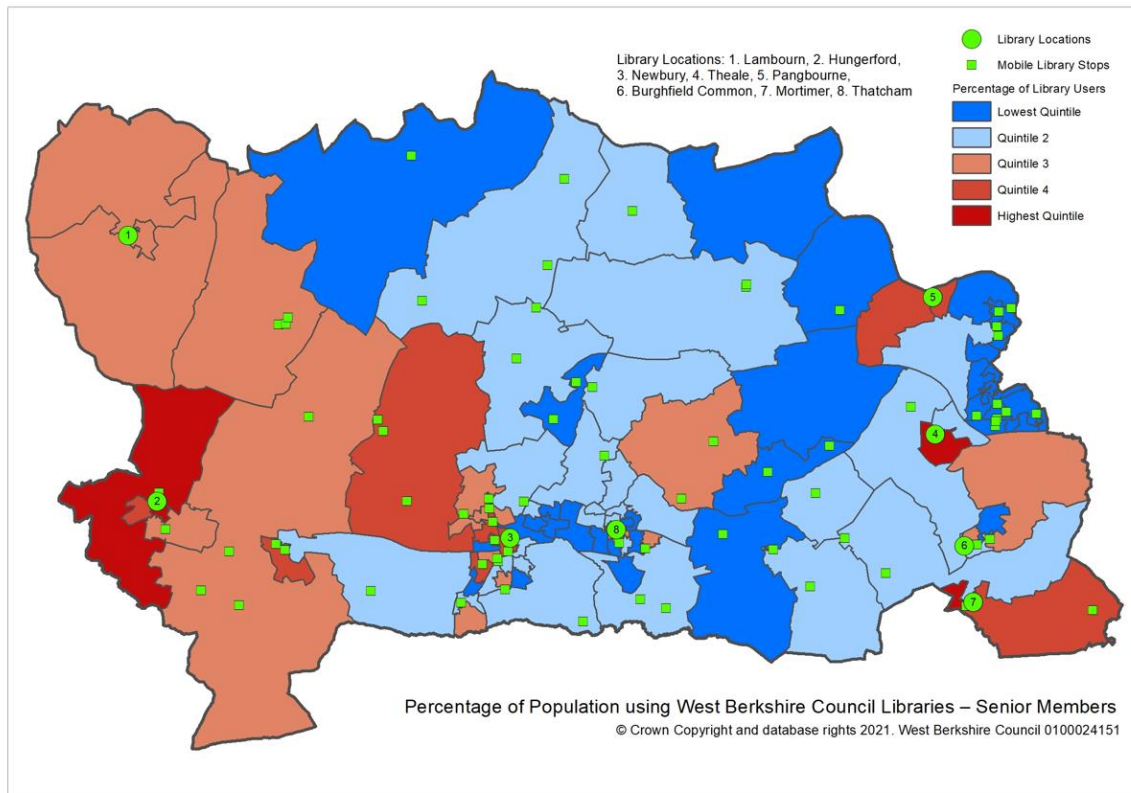 Library Locations: 1. Lambourn, 2. Hungerford,
3. Newbury, 4. Theale, 5. Pangbourne,
6. Burghfield Common, 7. Mortimer, 8. Thatcham
Library Locations
Mobile Library Stops
Percentage of Library Users
Lowest Quintile
Quintile 2
Quintile 3
Quintile 4
Highest Quintile
1
5
4
2
3
8
6
7
Percentage of Population using West Berkshire Council Libraries – Senior Members
© Crown Copyright and database rights 2021. West Berkshire Council 0100024151